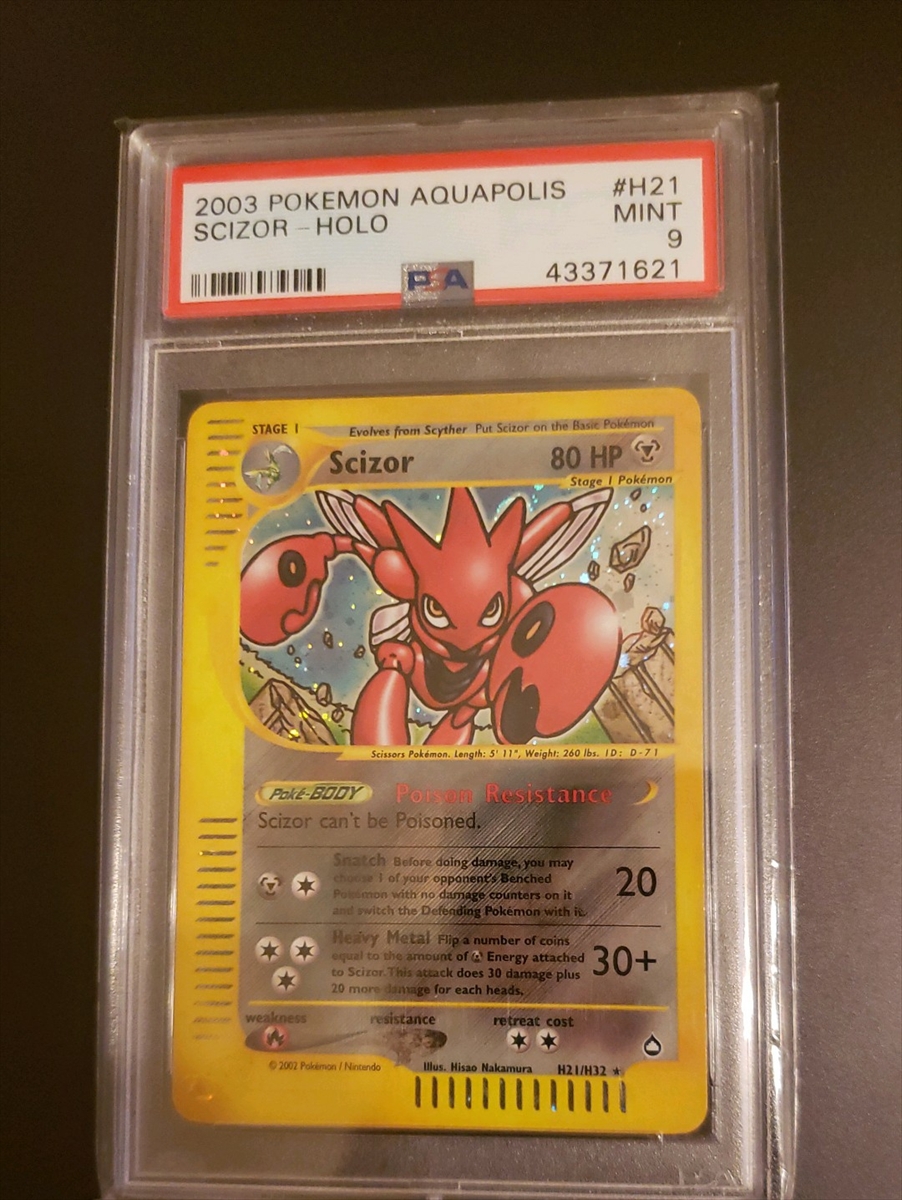 2003 POKEMON AQUAPOLIS #H21
SCIZOR - HOLO MINT
9
PSA 43371621
STAGE 1 Evolves from Scyther Put Scizor on the Basic Pokémon
Scizor 80 HP
Stage 1 Pokémon
Scissors Pokémon. Length: 5' 11", Weight: 260 lbs. ID: D-71
Poké-BODY Poison Resistance
Scizor can't be Poisoned.
Snatch Before doing damage, you may
choose 1 of your opponent's Benched
Pokémon with no damage counters on it
and switch the Defending Pokémon with it.
20
Heavy Metal Flip a number of coins
equal to the amount of Energy attached
to Scizor. This attack does 30 damage plus
20 more damage for each heads.
30+
weakness resistance retreat cost
© 2002 Pokémon / Nintendo Illus. Hisao Nakamura H21/H32 ★